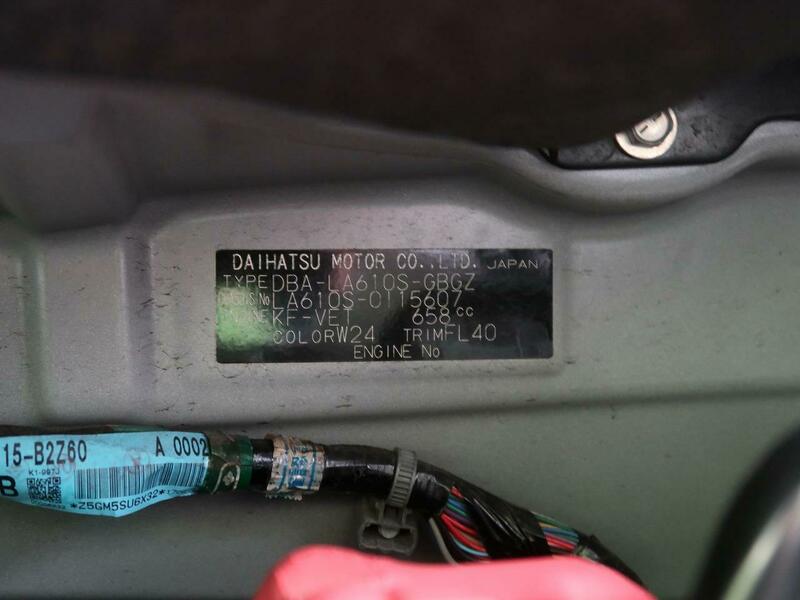 DAIHATSU MOTOR CO.,LTD. JAPAN
TYPE DBA-LA610S-GBGZ
LA610S-0115607
KF-VET 658cc
COLOR W24 TRIM FL40
ENGINE No
15-B2Z60 A 0002
B
*Z5GM5SU6X32*